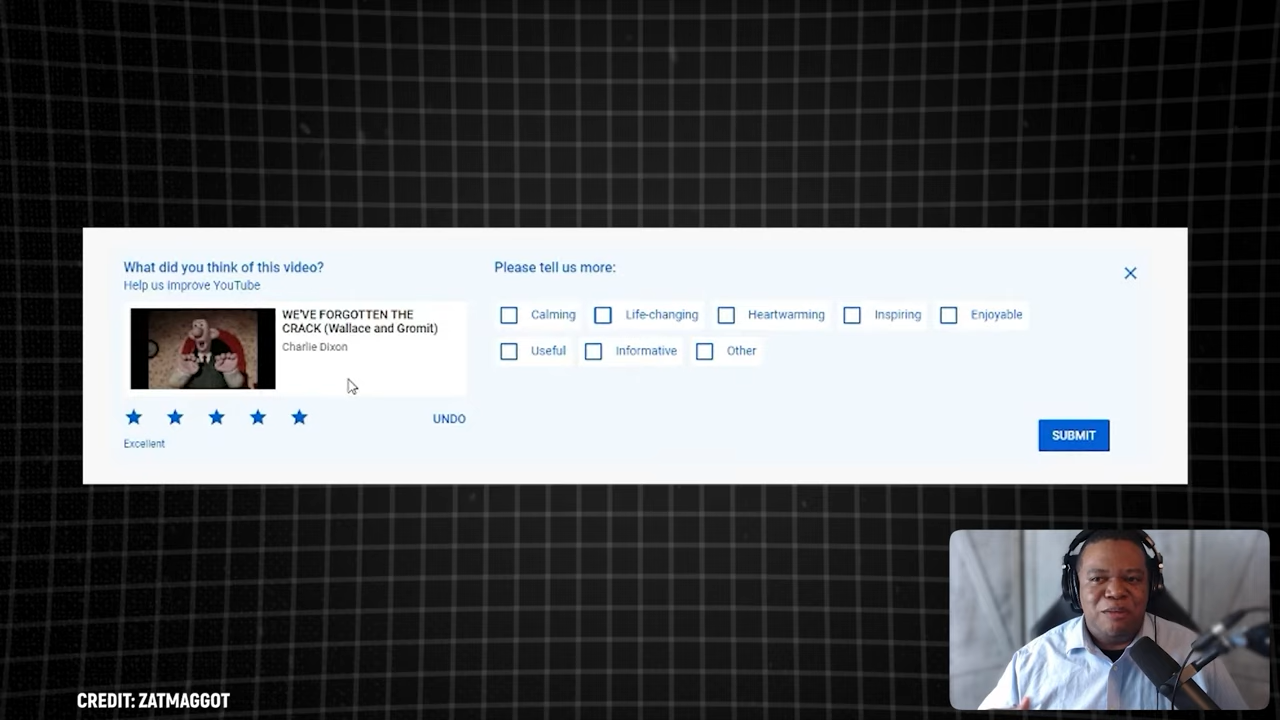 What did you think of this video?
Help us improve YouTube
WE'VE FORGOTTEN THE
CRACK (Wallace and Gromit)
Charlie Dixon
UNDO
Excellent
Please tell us more:
Calming Life-changing Heartwarming Inspiring Enjoyable
Useful Informative Other
SUBMIT
CREDIT: ZATMAGGOT